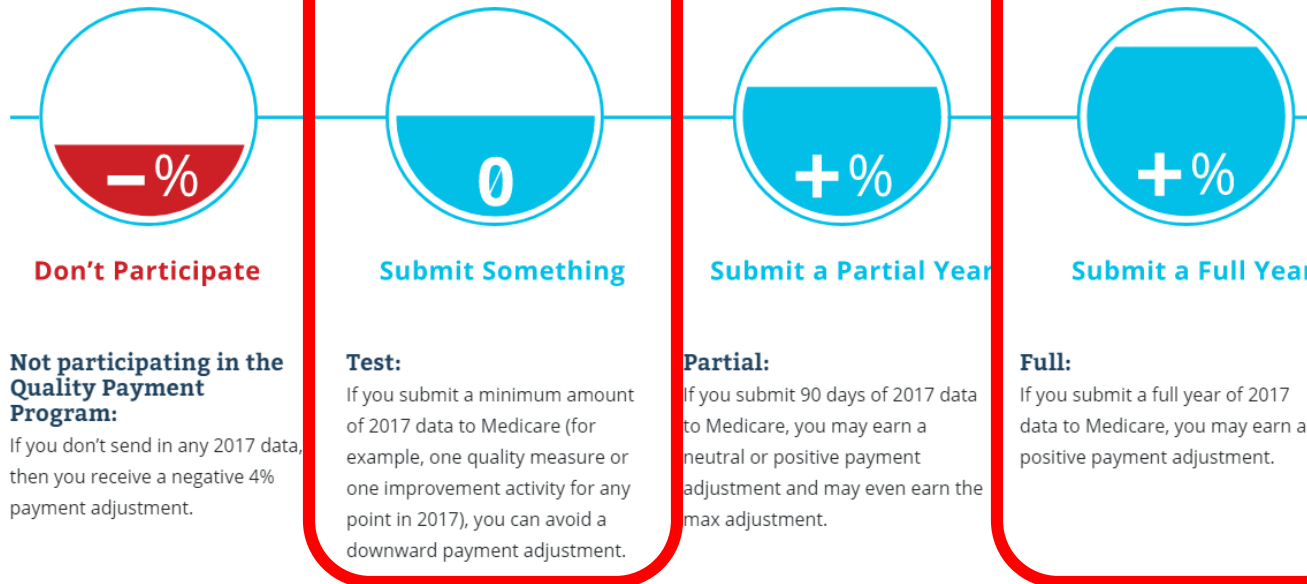 –%
0
+%
+%
Don't Participate
Submit Something
Submit a Partial Year
Submit a Full Year
Not participating in the
Quality Payment
Program:
If you don't send in any 2017 data,
then you receive a negative 4%
payment adjustment.
Test:
If you submit a minimum amount
of 2017 data to Medicare (for
example, one quality measure or
one improvement activity for any
point in 2017), you can avoid a
downward payment adjustment.
Partial:
If you submit 90 days of 2017 data
to Medicare, you may earn a
neutral or positive payment
adjustment and may even earn the
max adjustment.
Full:
If you submit a full year of 2017
data to Medicare, you may earn a
positive payment adjustment.